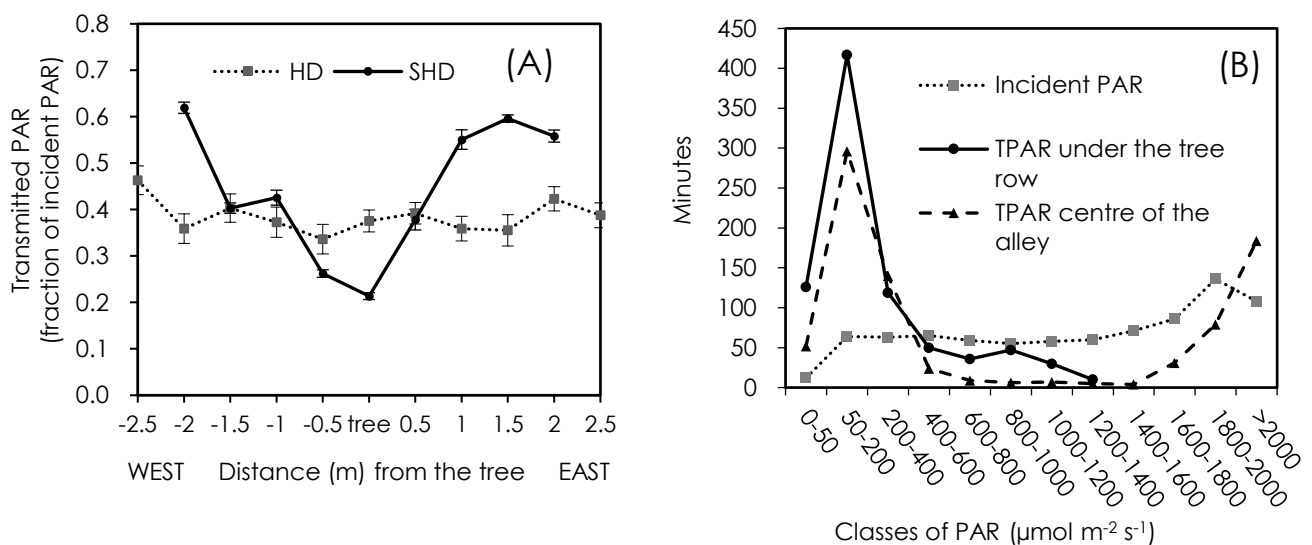 0.8
0.7
0.6
0.5
0.4
0.3
0.2
0.1
0.0
Transmitted PAR
(fraction of incident PAR)
HD SHD
(A)
-2.5 -2 -1.5 -1 -0.5 tree 0.5 1 1.5 2 2.5
WEST Distance (m) from the tree EAST
450
400
350
300
250
200
150
100
50
0
Minutes
(B)
Incident PAR
TPAR under the tree
row
TPAR centre of the
alley
0-50
50-200
200-400
400-600
600-800
800-1000
1000-1200
1200-1400
1400-1600
1600-1800
1800-2000
>2000
Classes of PAR (µmol m⁻² s⁻¹)